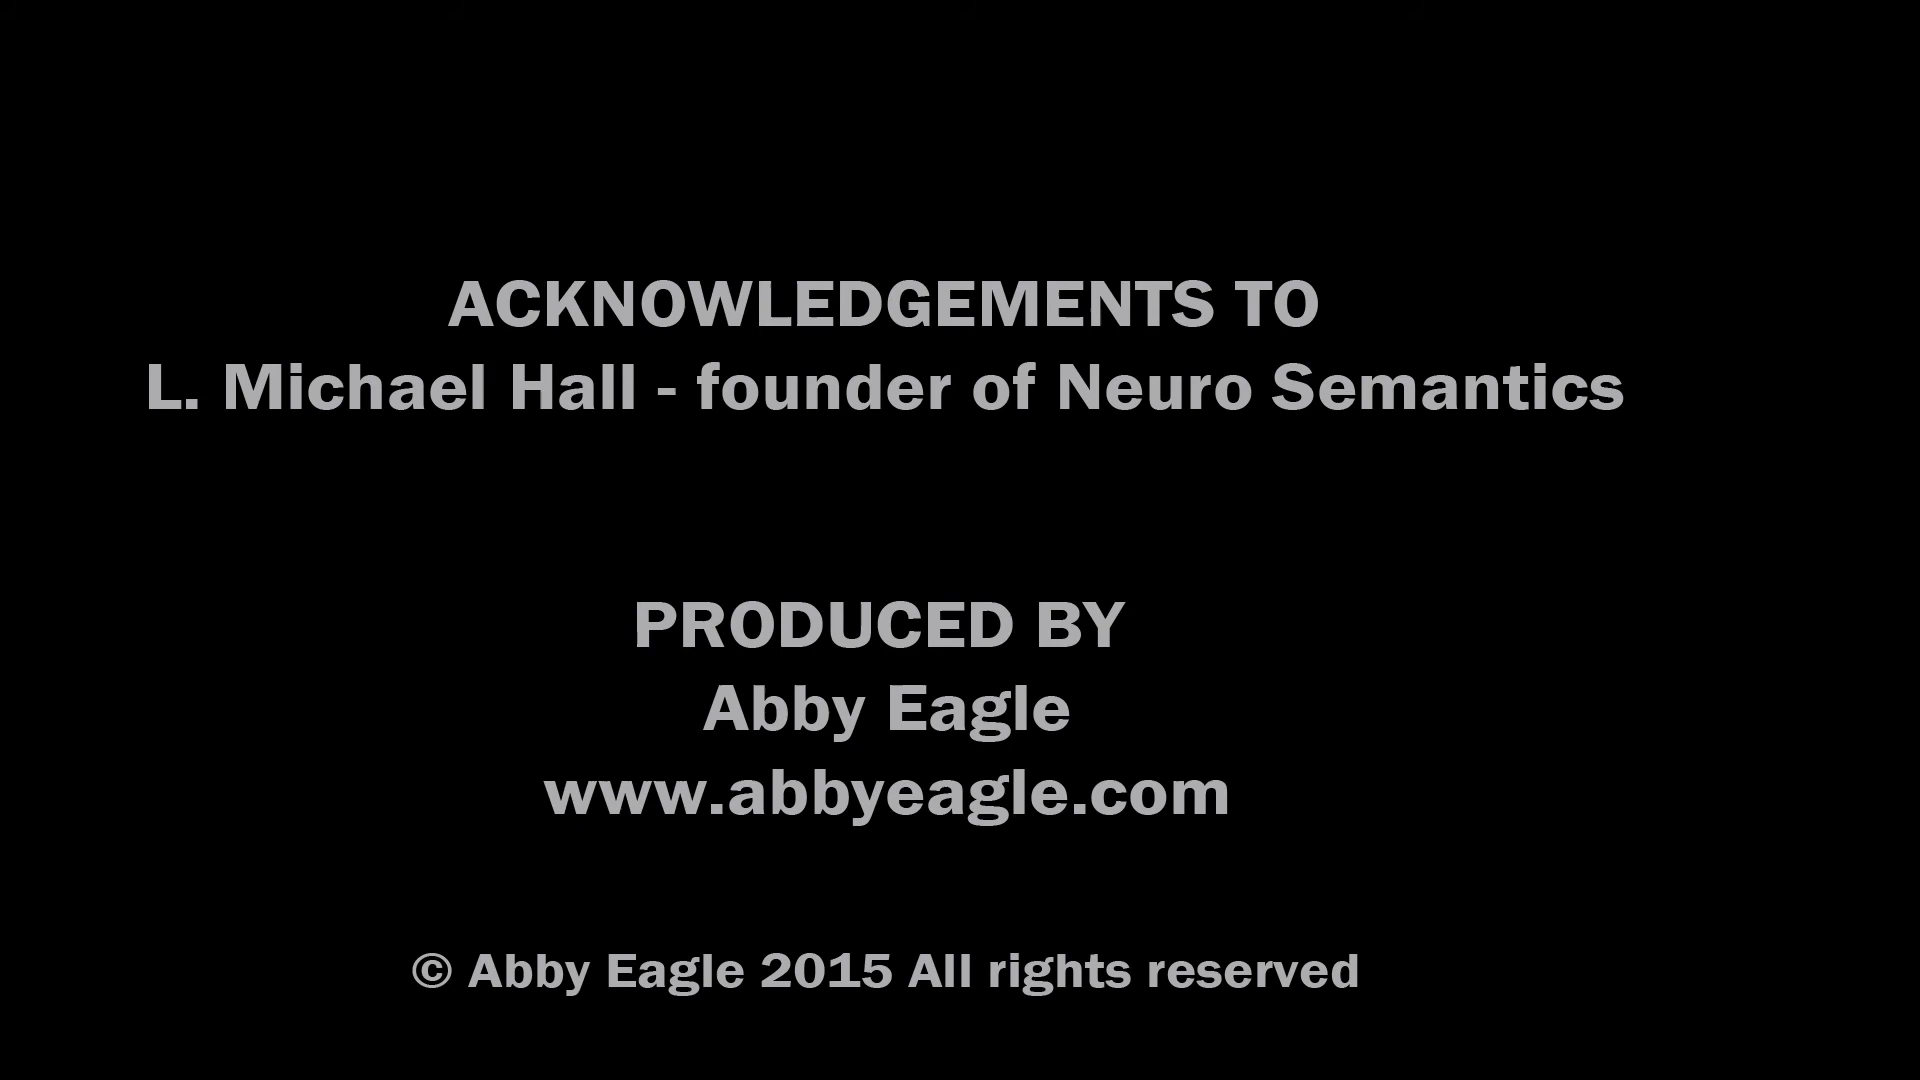 ACKNOWLEDGEMENTS TO
L. Michael Hall - founder of Neuro Semantics
PRODUCED BY
Abby Eagle
www.abbyeagle.com
© Abby Eagle 2015 All rights reserved